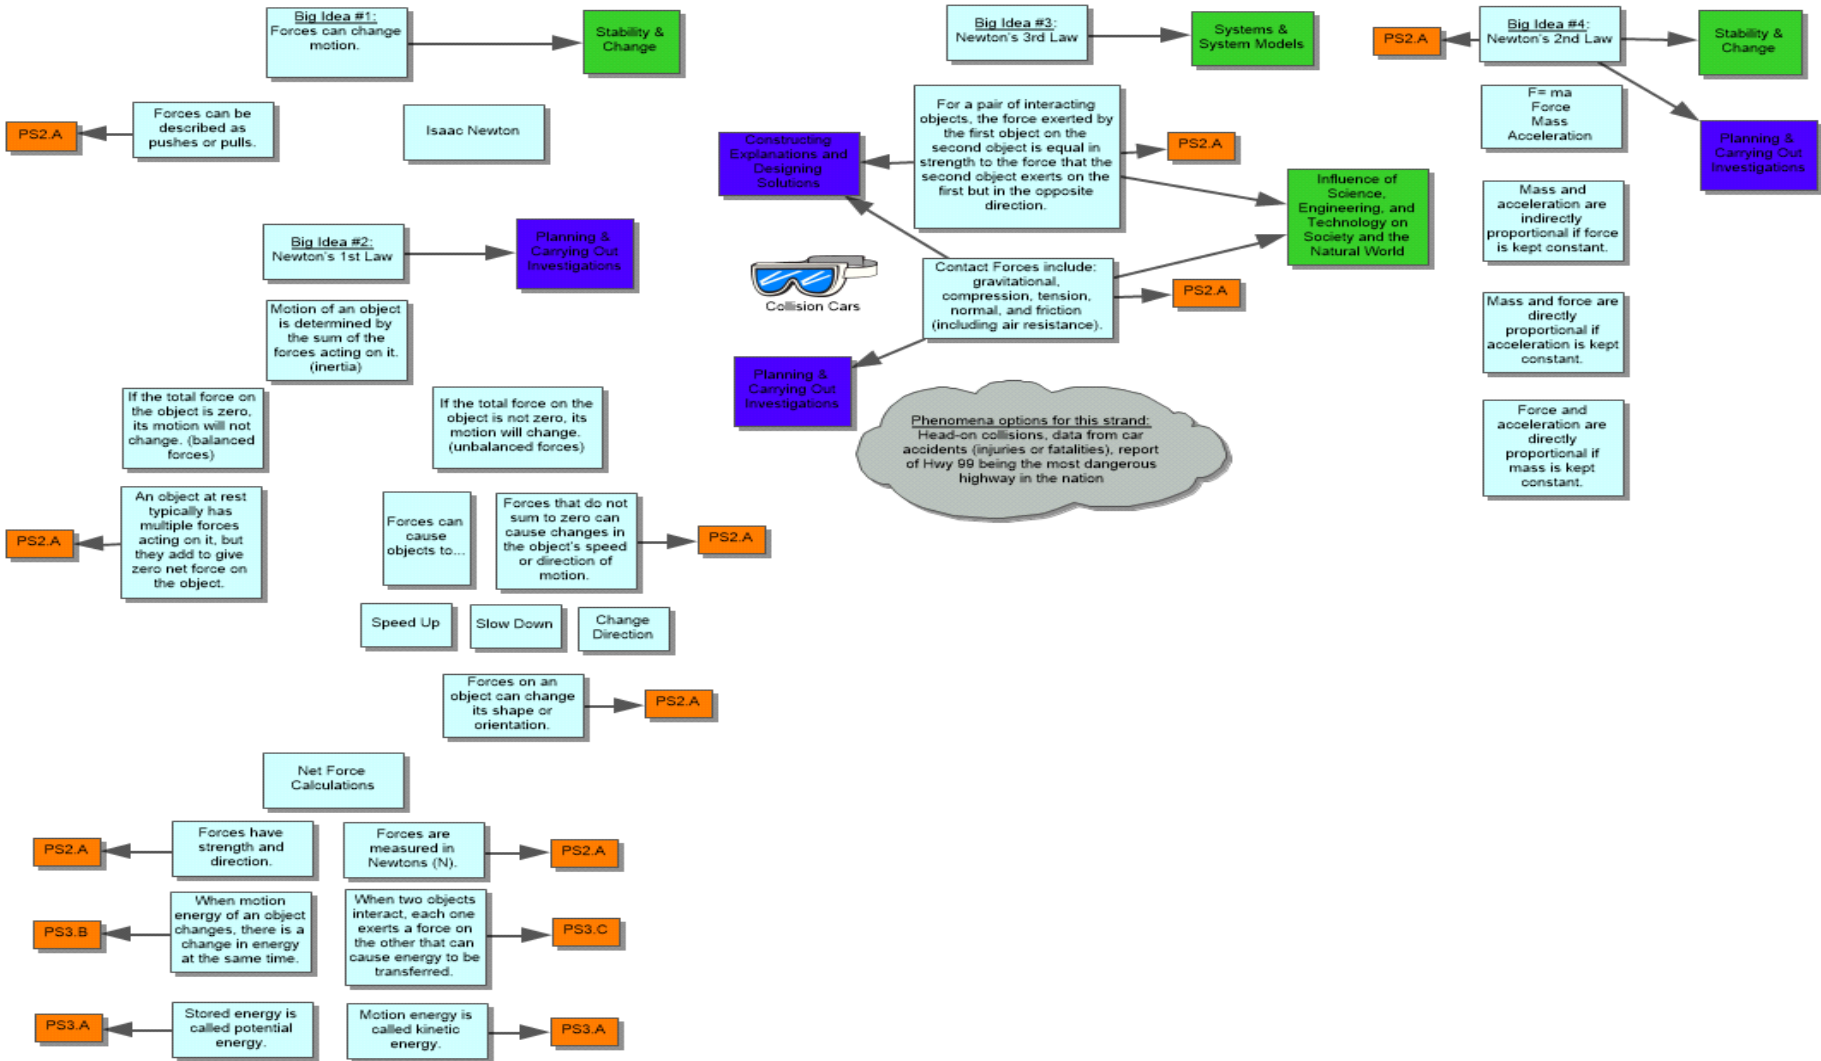 Big Idea #1:
Forces can change
motion.
Stability &
Change
PS2.A
Forces can be
described as
pushes or pulls.
Isaac Newton
Big Idea #2:
Newton's 1st Law
Planning &
Carrying Out
Investigations
Motion of an object
is determined by
the sum of the
forces acting on it.
(inertia)
If the total force on
the object is zero,
its motion will not
change. (balanced
forces)
If the total force on the
object is not zero, its
motion will change.
(unbalanced forces)
PS2.A
An object at rest
typically has
multiple forces
acting on it, but
they add to give
zero net force on
the object.
Forces can
cause
objects to...
Forces that do not
sum to zero can
cause changes in
the object's speed
or direction of
motion.
PS2.A
Speed Up
Slow Down
Change
Direction
Forces on an
object can change
its shape or
orientation.
PS2.A
Net Force
Calculations
PS2.A
Forces have
strength and
direction.
Forces are
measured in
Newtons (N).
PS2.A
PS3.B
When motion
energy of an object
changes, there is a
change in energy
at the same time.
When two objects
interact, each one
exerts a force on
the other that can
cause energy to be
transferred.
PS3.C
PS3.A
Stored energy is
called potential
energy.
Motion energy is
called kinetic
energy.
PS3.A
Big Idea #3:
Newton's 3rd Law
Systems &
System Models
Constructing
Explanations and
Designing
Solutions
For a pair of interacting
objects, the force exerted by
the first object on the
second object is equal in
strength to the force that the
second object exerts on the
first but in the opposite
direction.
PS2.A
Influence of
Science,
Engineering, and
Technology on
Society and the
Natural World
Collision Cars
Contact Forces include:
gravitational,
compression, tension,
normal, and friction
(including air resistance).
PS2.A
Planning &
Carrying Out
Investigations
Phenomena options for this strand:
Head-on collisions, data from car
accidents (injuries or fatalities), report
of Hwy 99 being the most dangerous
highway in the nation
PS2.A
Big Idea #4:
Newton's 2nd Law
Stability &
Change
F= ma
Force
Mass
Acceleration
Planning &
Carrying Out
Investigations
Mass and
acceleration are
indirectly
proportional if force
is kept constant.
Mass and force are
directly
proportional if
acceleration is kept
constant.
Force and
acceleration are
directly
proportional if
mass is kept
constant.